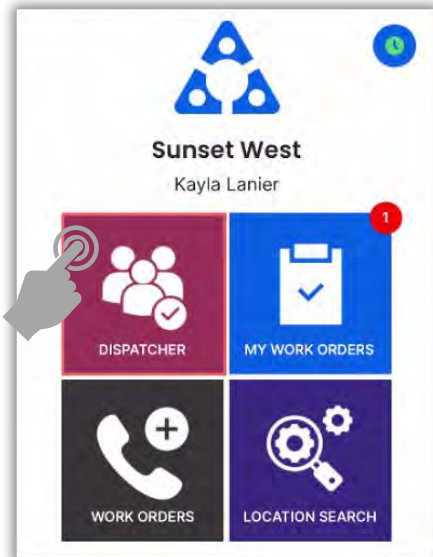 Sunset West
Kayla Lanier
1
DISPATCHER
MY WORK ORDERS
WORK ORDERS
LOCATION SEARCH